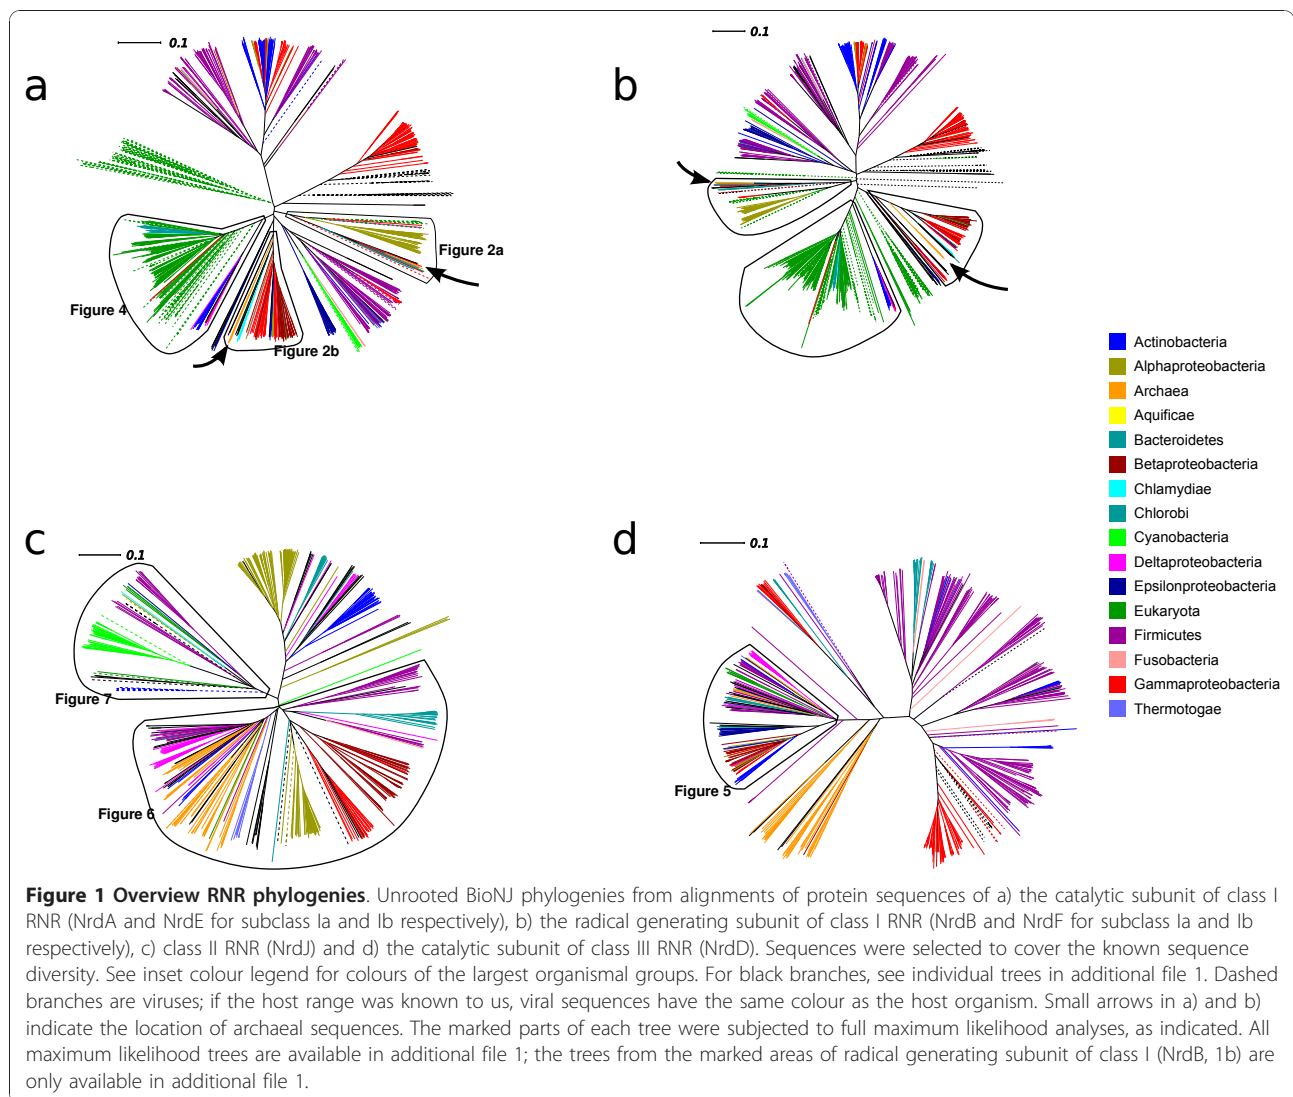 0.1
a
Figure 2a
Figure 4
Figure 2b
0.1
b
Actinobacteria
Alphaproteobacteria
Archaea
Aquificae
Bacteroidetes
Betaproteobacteria
Chlamydiae
Chlorobi
Cyanobacteria
Deltaproteobacteria
Epsilonproteobacteria
Eukaryota
Firmicutes
Fusobacteria
Gammaproteobacteria
Thermotogae
c
0.1
Figure 7
Figure 6
d
0.1
Figure 5
Figure 1 Overview RNR phylogenies. Unrooted BioNJ phylogenies from alignments of protein sequences of a) the catalytic subunit of class I
RNR (NrdA and NrdE for subclass Ia and Ib respectively), b) the radical generating subunit of class I RNR (NrdB and NrdF for subclass Ia and Ib
respectively), c) class II RNR (NrdJ) and d) the catalytic subunit of class III RNR (NrdD). Sequences were selected to cover the known sequence
diversity. See inset colour legend for colours of the largest organismal groups. For black branches, see individual trees in additional file 1. Dashed
branches are viruses; if the host range was known to us, viral sequences have the same colour as the host organism. Small arrows in a) and b)
indicate the location of archaeal sequences. The marked parts of each tree were subjected to full maximum likelihood analyses, as indicated. All
maximum likelihood trees are available in additional file 1; the trees from the marked areas of radical generating subunit of class I (NrdB, 1b) are
only available in additional file 1.